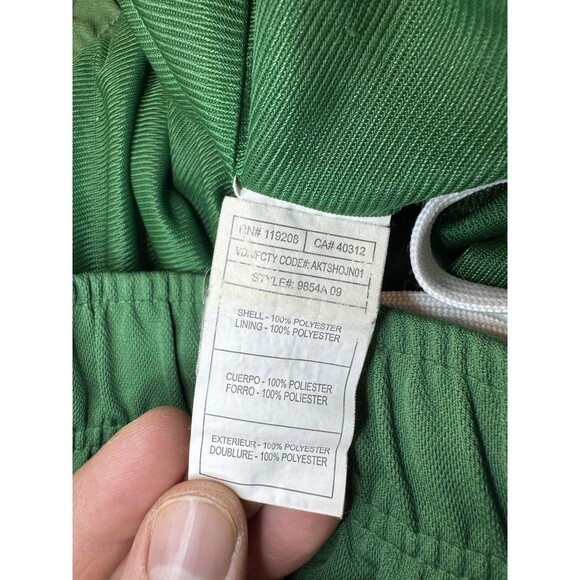 RN# 119208 CA# 40312
VD./FCTY CODE#: AKTSHOJN01
STYLE#: 9854A 09
SHELL - 100% POLYESTER
LINING - 100% POLYESTER
CUERPO - 100% POLIESTER
FORRO - 100% POLIESTER
EXTERIEUR - 100% POLYESTER
DOUBLURE - 100% POLYESTER